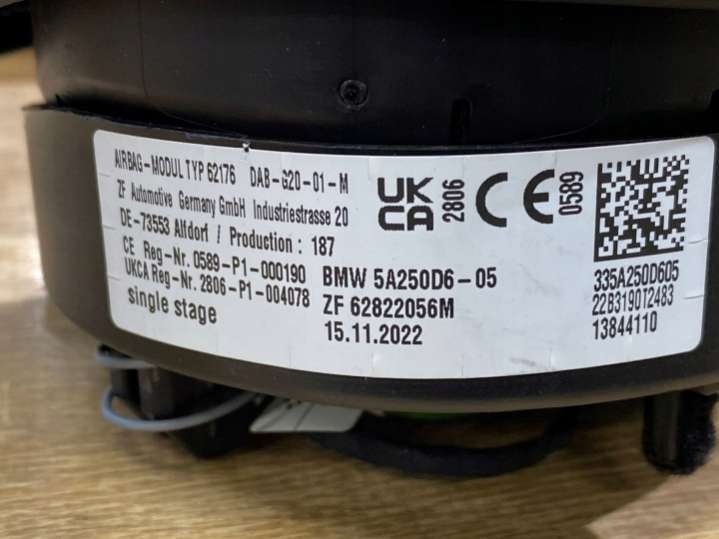 AIRBAG-MODUL TYP 62176 DAB-G20-01-M
ZF Automotive Germany GmbH Industriestrasse 20
DE-73553 Alfdorf / Production : 187
CE Reg-Nr. 0589-P1-000190
UKCA Reg-Nr. 2806-P1-004078
single stage
BMW 5A250D6-05
ZF 62822056M
15.11.2022
UK
CA
2806
CE
0589
335A250D605
22B3190T2483
13844110